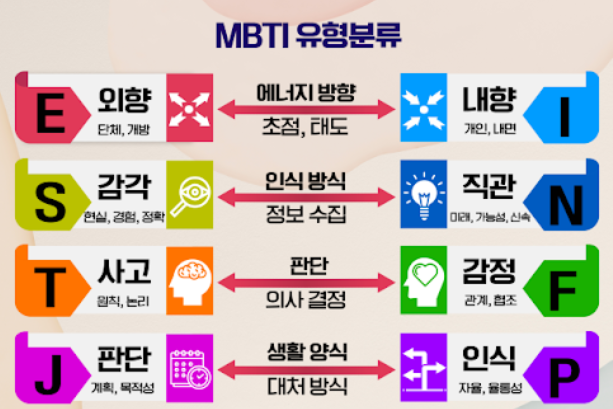 MBTI 유형분류
E 외향 에너지 방향 내향 I
단체, 개방 초점, 태도 개인, 내면
S 감각 인식 방식 직관 N
현실, 경험, 정확 정보 수집 미래, 가능성, 신속
T 사고 판단 감정 F
원칙, 논리 의사 결정 관계, 협조
J 판단 생활 양식 인식 P
계획, 목적성 대처 방식 자율, 융통성